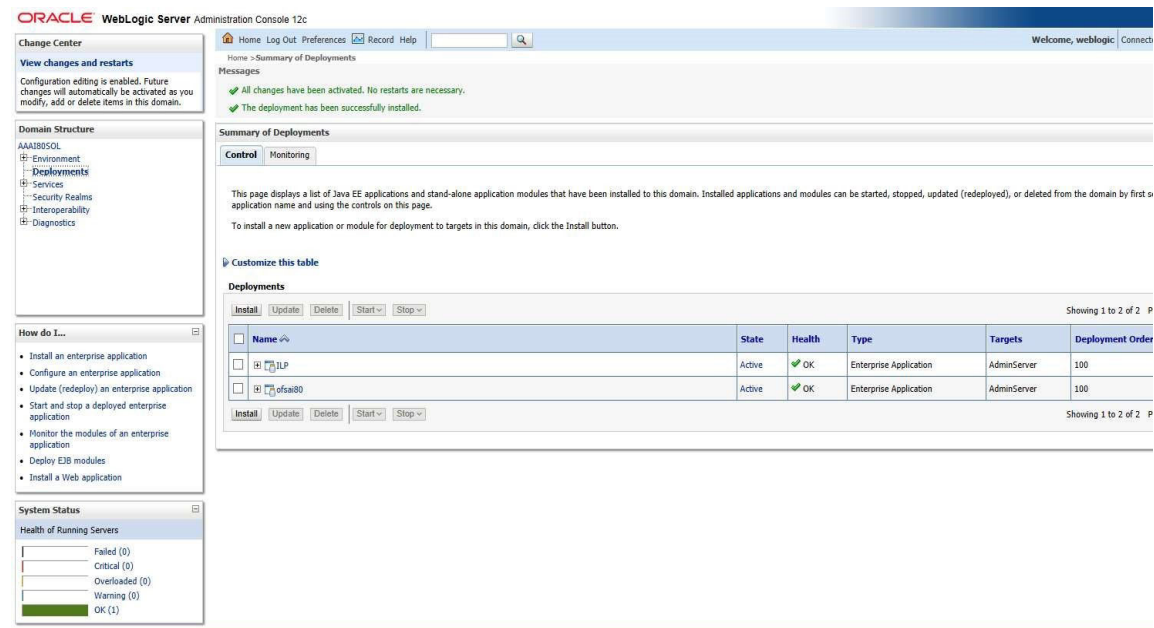 ORACLE WebLogic Server Administration Console 12c
Change Center
View changes and restarts
Configuration editing is enabled. Future
changes will automatically be activated as you
modify, add or delete items in this domain.
Domain Structure
AAAI80SOL
Environment
Deployments
Services
Security Realms
Interoperability
Diagnostics
How do I...
Install an enterprise application
Configure an enterprise application
Update (redeploy) an enterprise application
Start and stop a deployed enterprise
application
Monitor the modules of an enterprise
application
Deploy EJB modules
Install a Web application
System Status
Health of Running Servers
Failed (0)
Critical (0)
Overloaded (0)
Warning (0)
OK (1)
Home Log Out Preferences Record Help
Welcome, weblogic
Home >Summary of Deployments
Messages
All changes have been activated. No restarts are necessary.
The deployment has been successfully installed.
Summary of Deployments
Control Monitoring
This page displays a list of Java EE applications and stand-alone application modules that have been installed to this domain. Installed applications and modules can be started, stopped, updated (redeployed), or deleted from the domain by first
application name and using the controls on this page.
To install a new application or module for deployment to targets in this domain, click the Install button.
Customize this table
Deployments
Install Update Delete Start Stop
Showing 1 to 2 of 2
Name State Health Type Targets Deployment Order
ILP Active OK Enterprise Application AdminServer 100
ofsai80 Active OK Enterprise Application AdminServer 100
Install Update Delete Start Stop
Showing 1 to 2 of 2